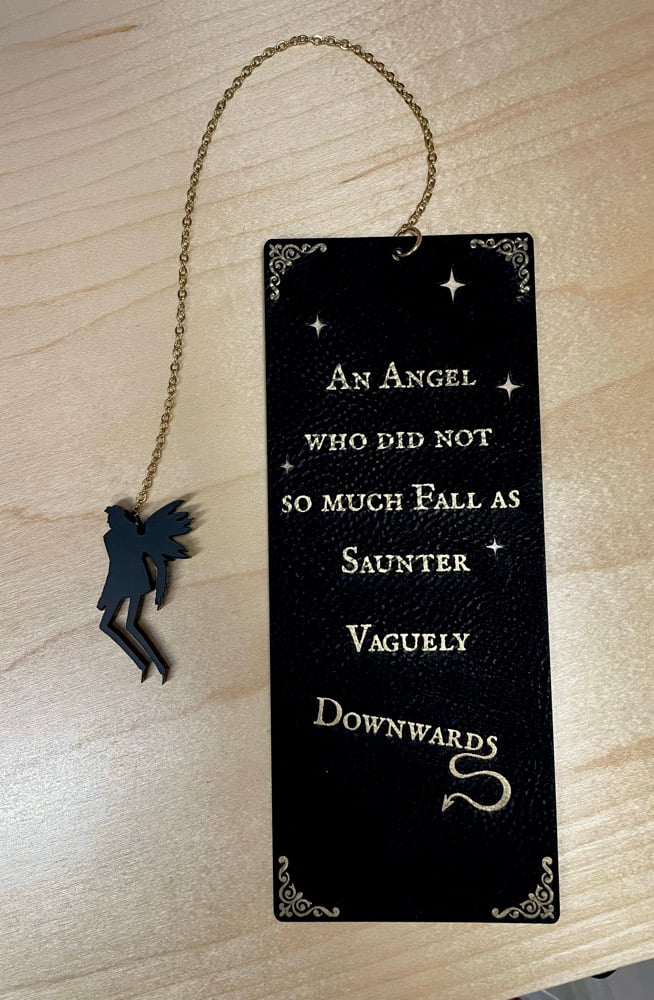 An Angel
who did not
so much Fall as
Saunter
Vaguely
Downwards